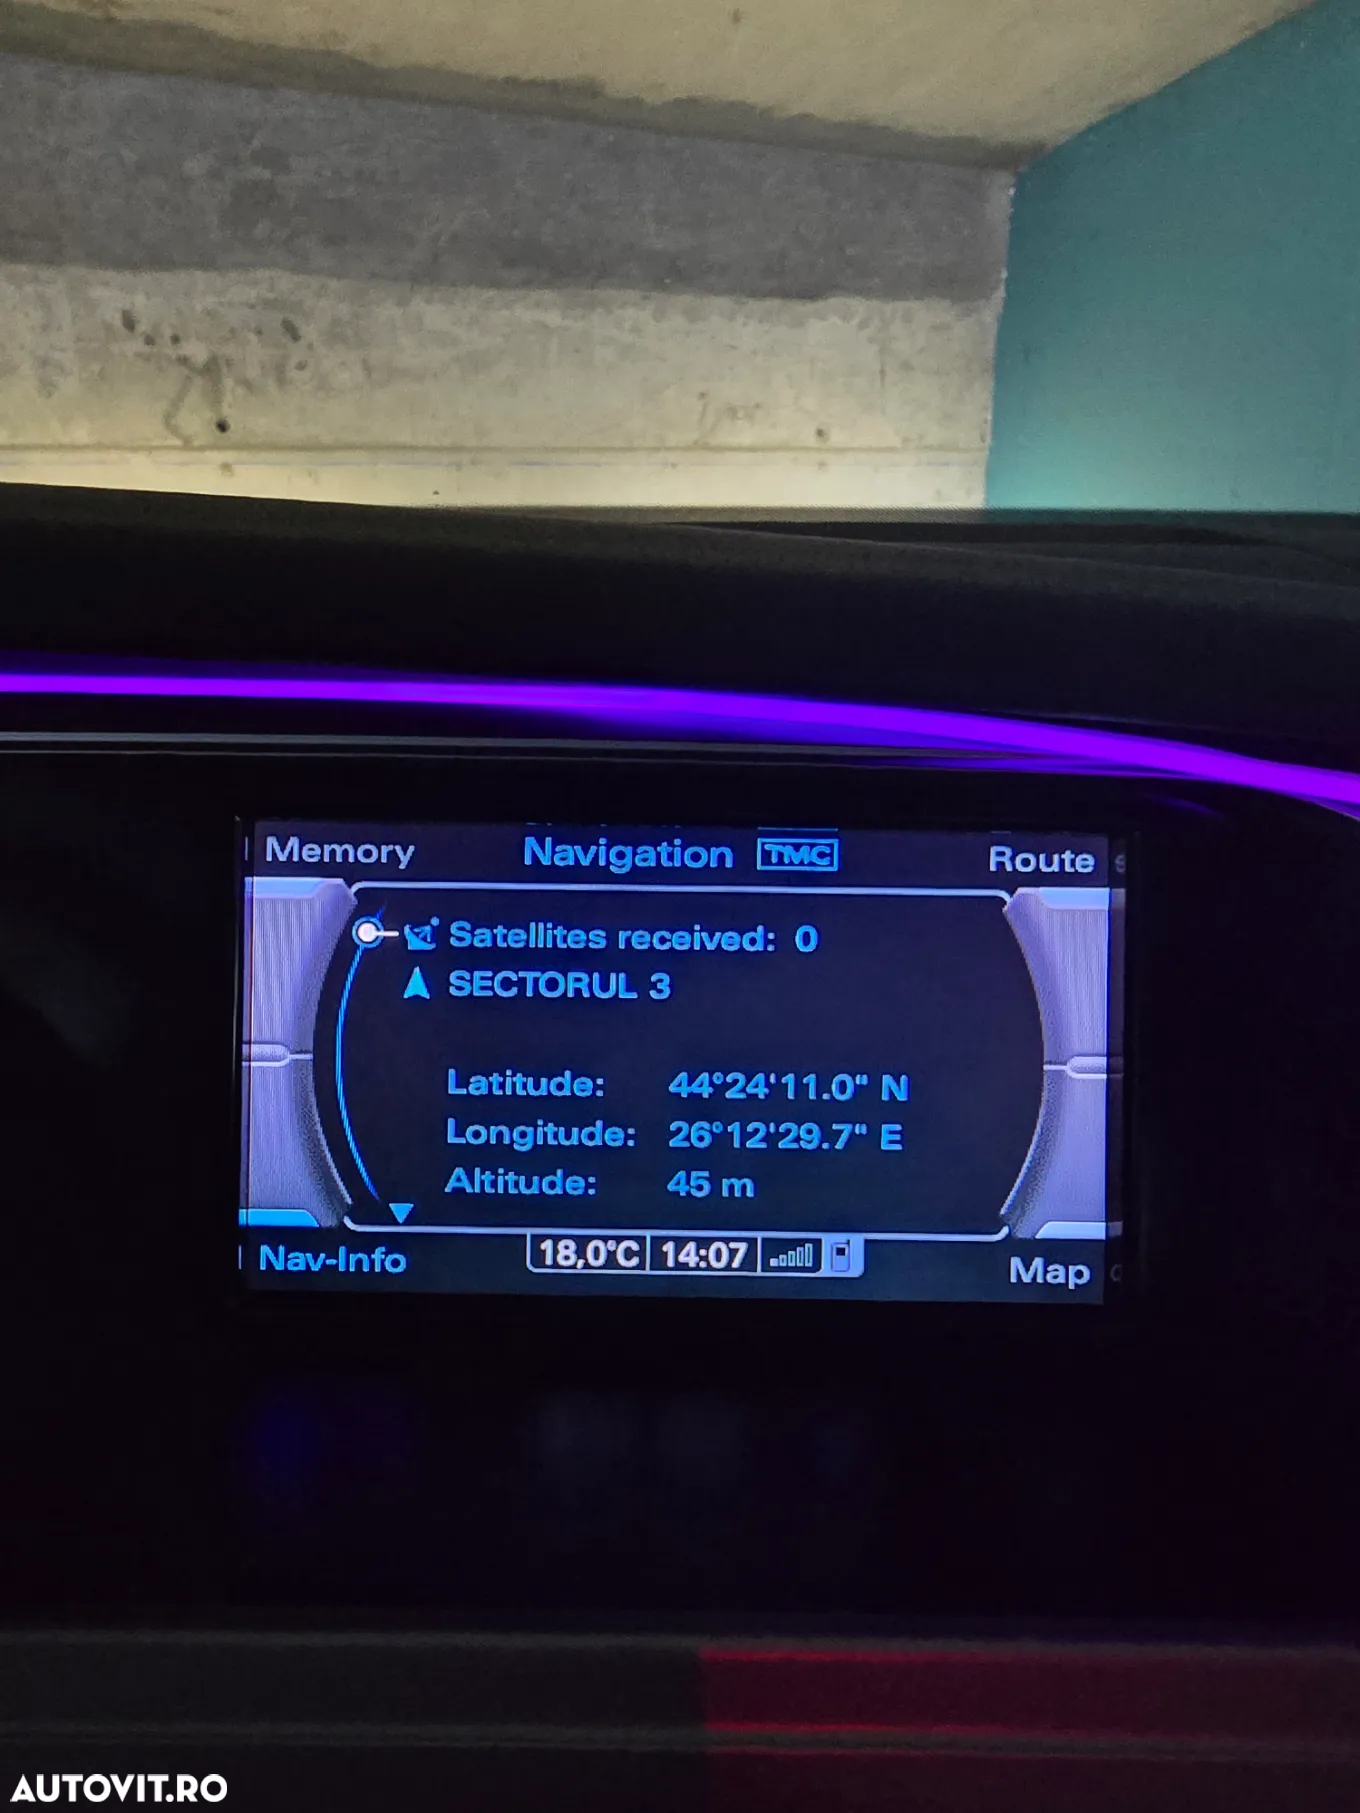 Memory Navigation TMC Route
Satellites received: 0
SECTORUL 3
Latitude: 44°24'11.0" N
Longitude: 26°12'29.7" E
Altitude: 45 m
Nav-Info 18,0°C 14:07 Map
AUTOVIT.RO